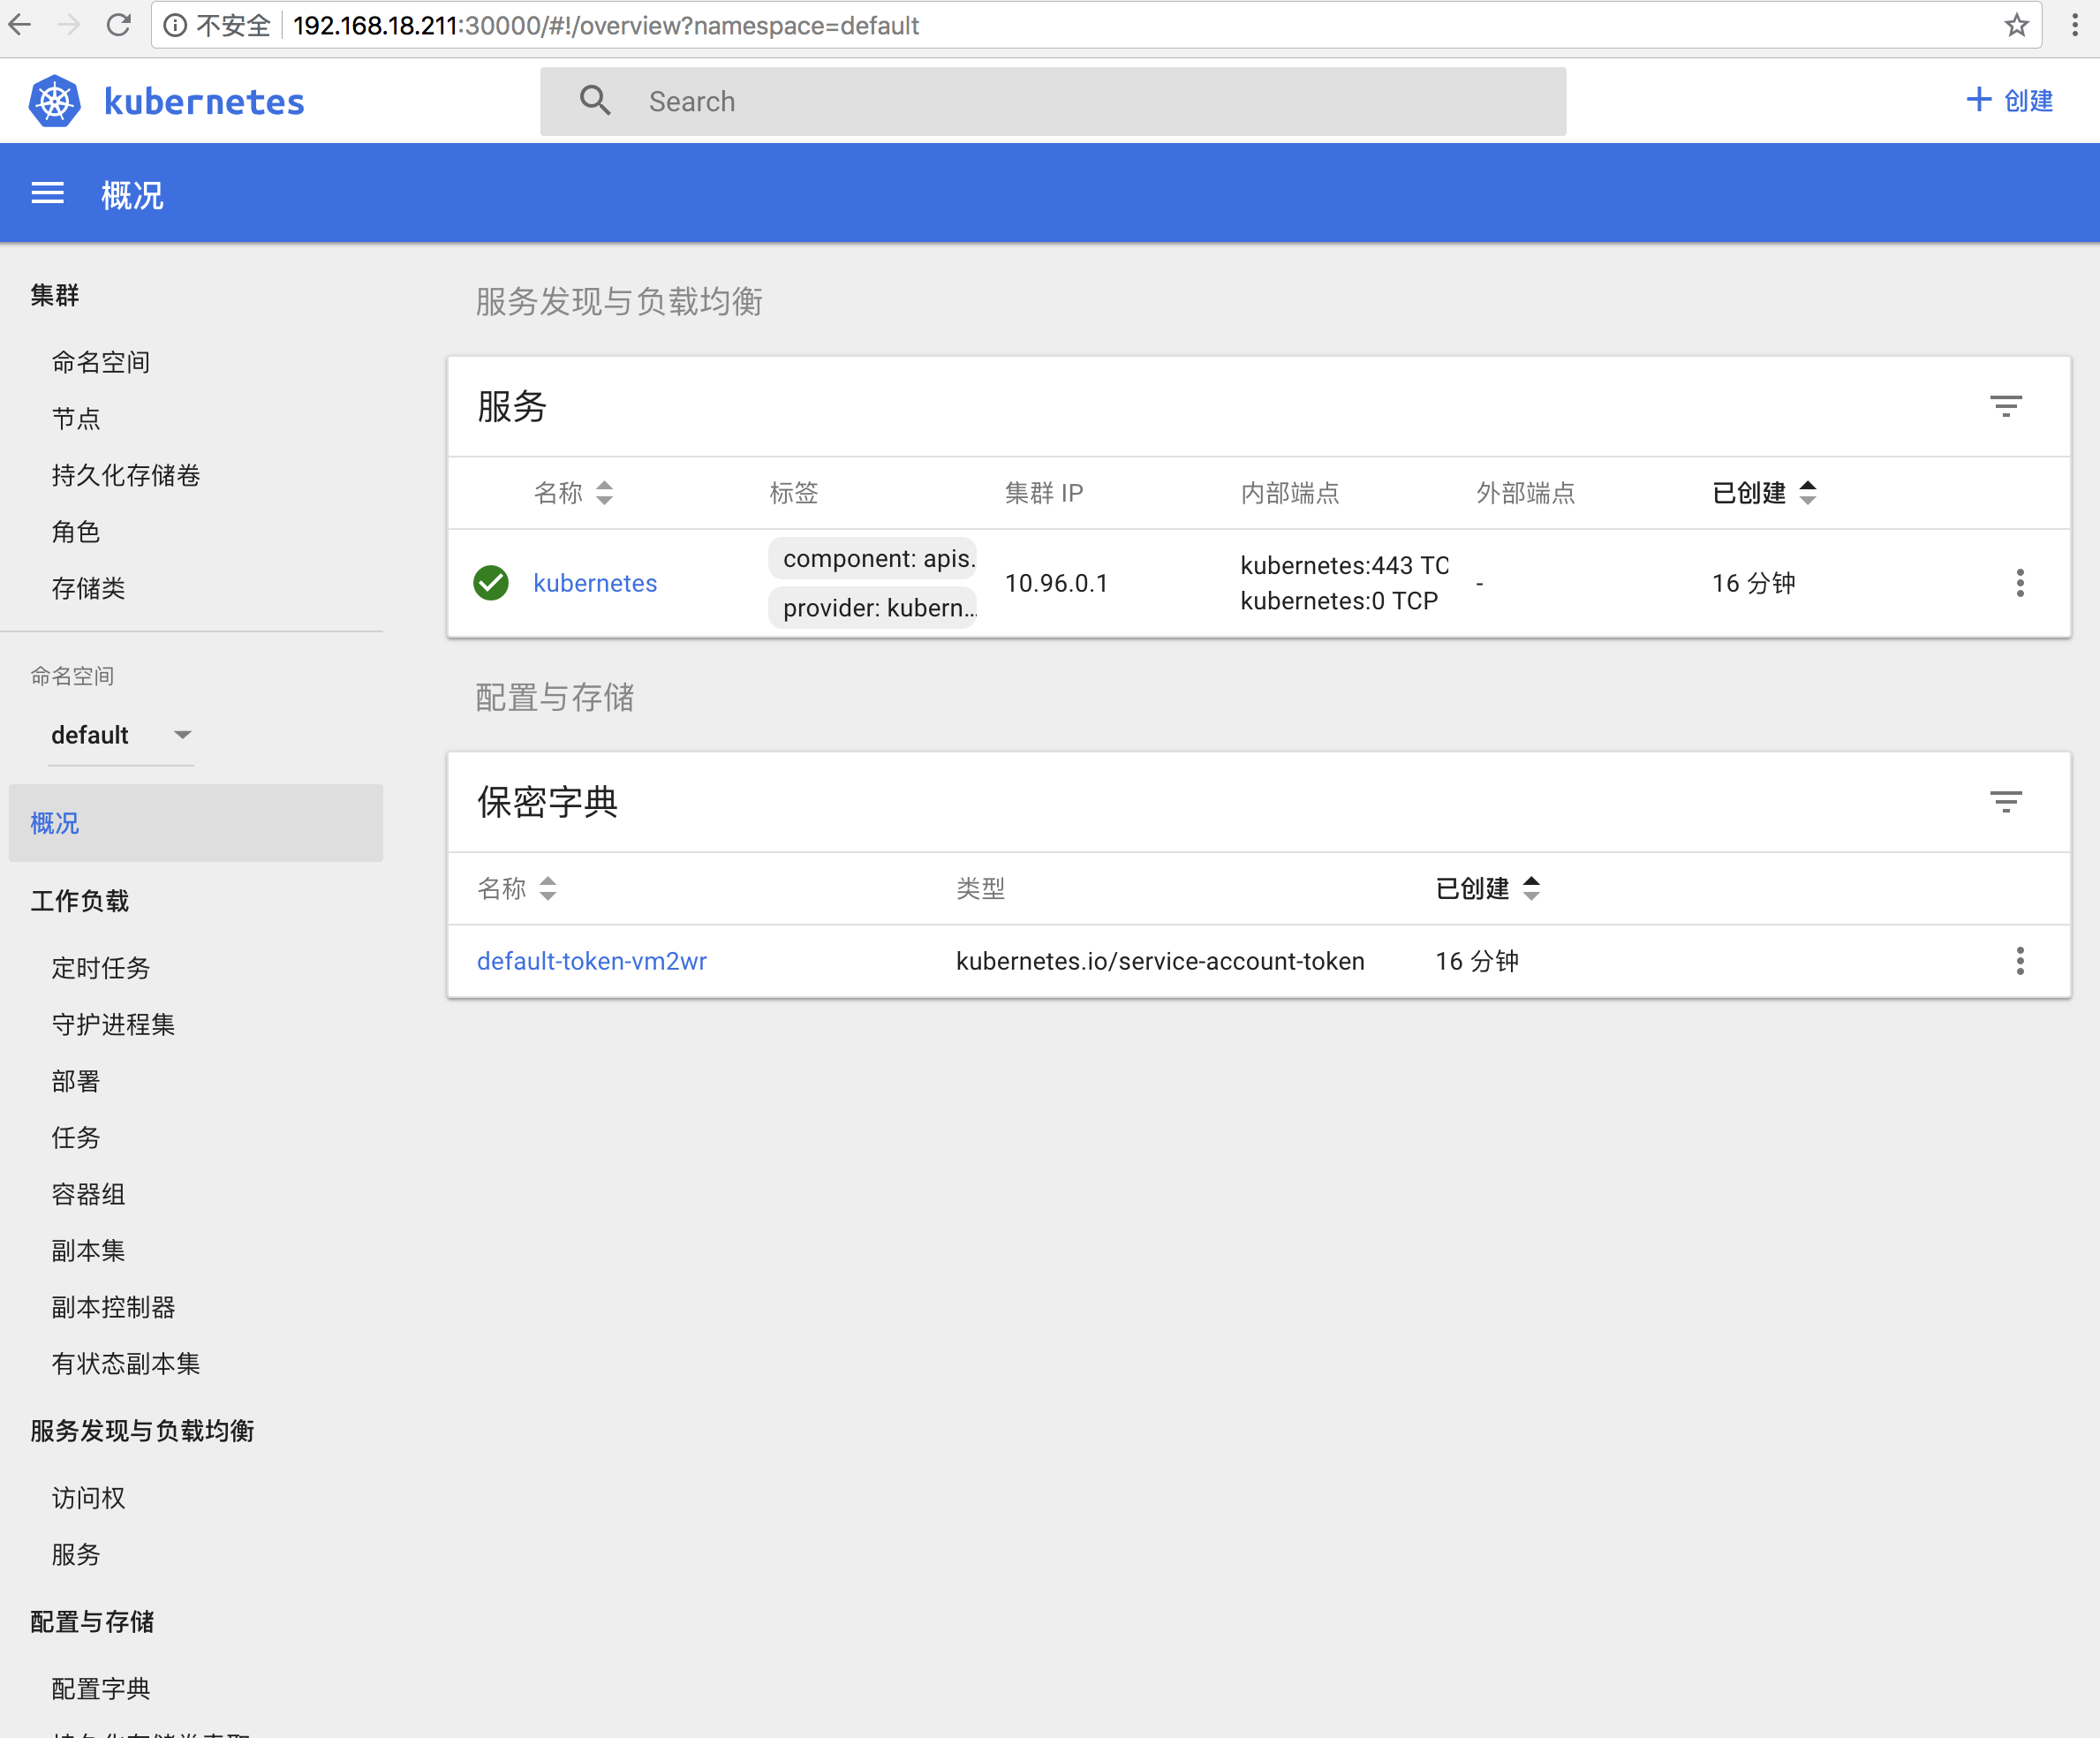 不安全 192.168.18.211:30000/#!/overview?namespace=default
kubernetes
Search
创建
概况
集群
命名空间
节点
持久化存储卷
角色
存储类
命名空间
default
概况
工作负载
定时任务
守护进程集
部署
任务
容器组
副本集
副本控制器
有状态副本集
服务发现与负载均衡
访问权
服务
配置与存储
配置字典
服务发现与负载均衡
服务
名称 标签 集群 IP 内部端点 外部端点 已创建
kubernetes component: apis. 10.96.0.1 kubernetes:443 TC - 16 分钟
provider: kubern... kubernetes:0 TCP
配置与存储
保密字典
名称 类型 已创建
default-token-vm2wr kubernetes.io/service-account-token 16 分钟